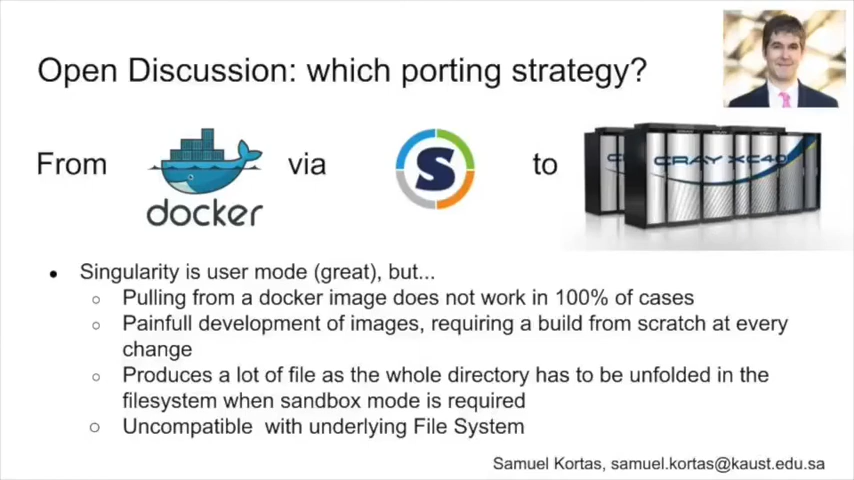 Open Discussion: which porting strategy?
From docker via S to CRAY XC40
• Singularity is user mode (great), but...
○ Pulling from a docker image does not work in 100% of cases
○ Painfull development of images, requiring a build from scratch at every
change
○ Produces a lot of file as the whole directory has to be unfolded in the
filesystem when sandbox mode is required
○ Uncompatible with underlying File System
Samuel Kortas, samuel.kortas@kaust.edu.sa